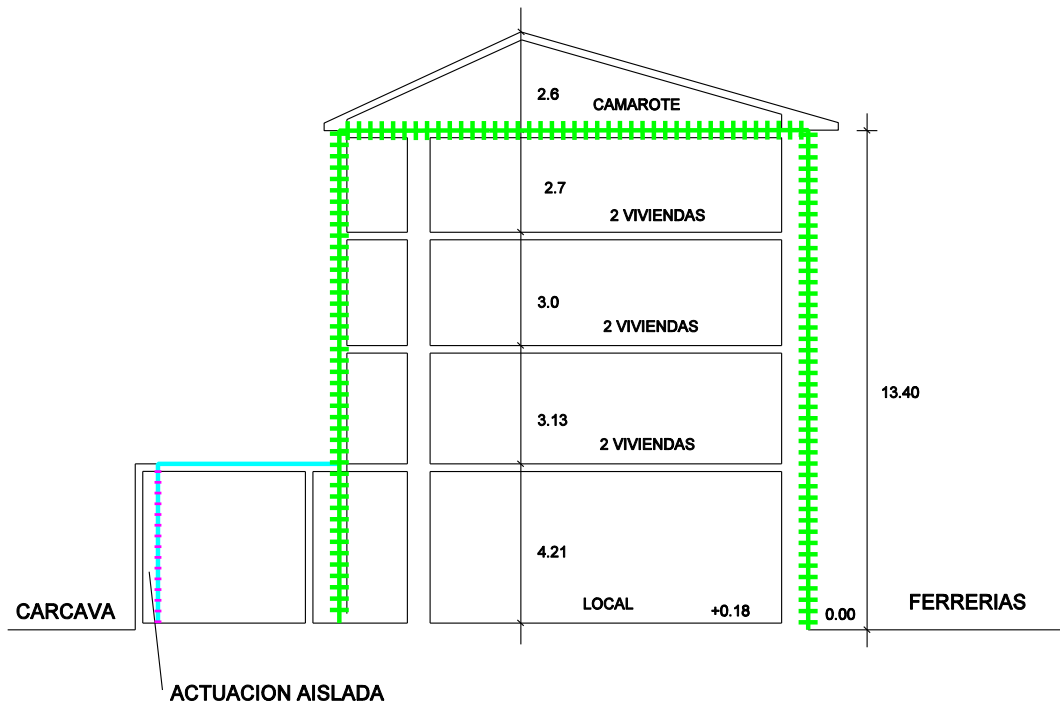 2.6
CAMAROTE
2.7
2 VIVIENDAS
3.0
2 VIVIENDAS
13.40
3.13
2 VIVIENDAS
4.21
LOCAL
+0.18
0.00
FERRERIAS
CARCAVA
ACTUACION AISLADA